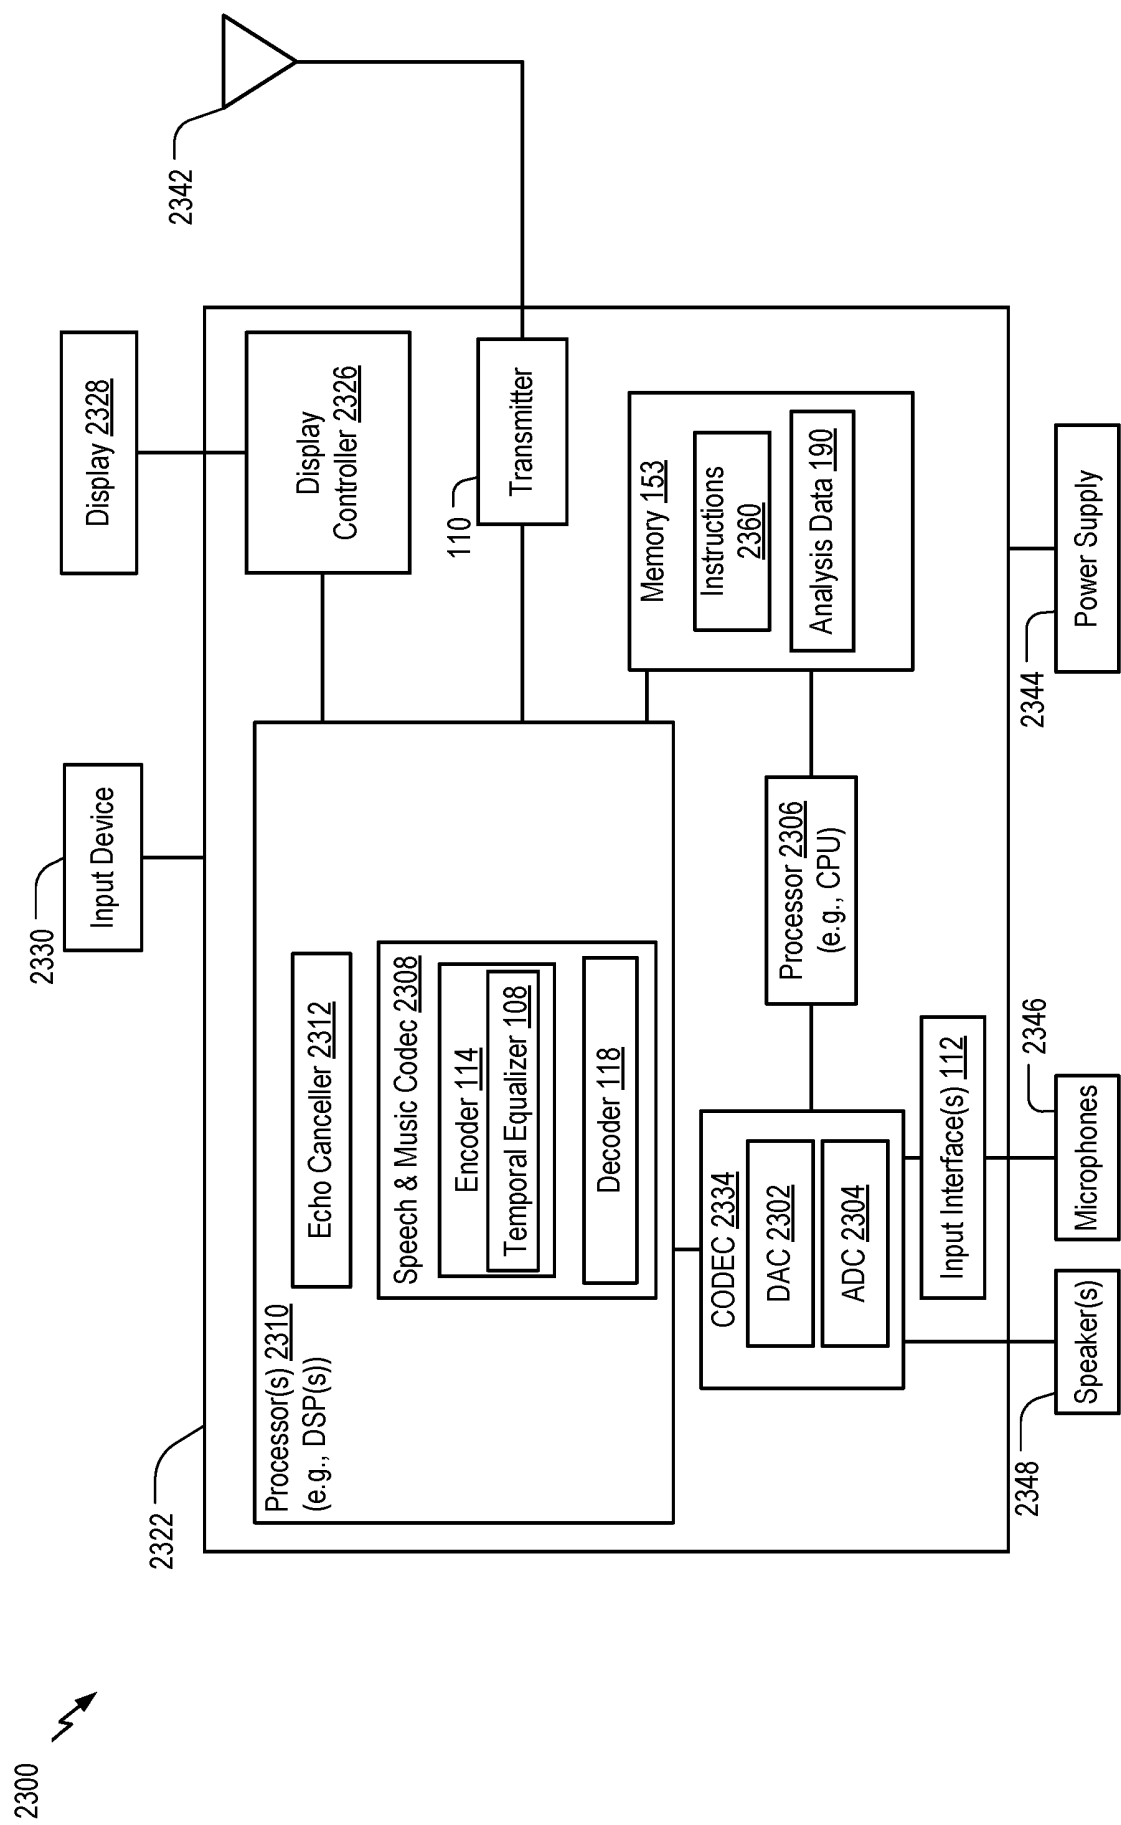 2300
2322
2330
Input Device
Display 2328
2342
Processor(s) 2310
(e.g., DSP(s))
Echo Canceller 2312
Speech & Music Codec 2308
Encoder 114
Temporal Equalizer 108
Decoder 118
Display
Controller 2326
110
Transmitter
CODEC 2334
DAC 2302
ADC 2304
Processor 2306
(e.g., CPU)
Memory 153
Instructions
2360
Analysis Data 190
Input Interface(s) 112
2348
Speaker(s)
2346
Microphones
2344
Power Supply